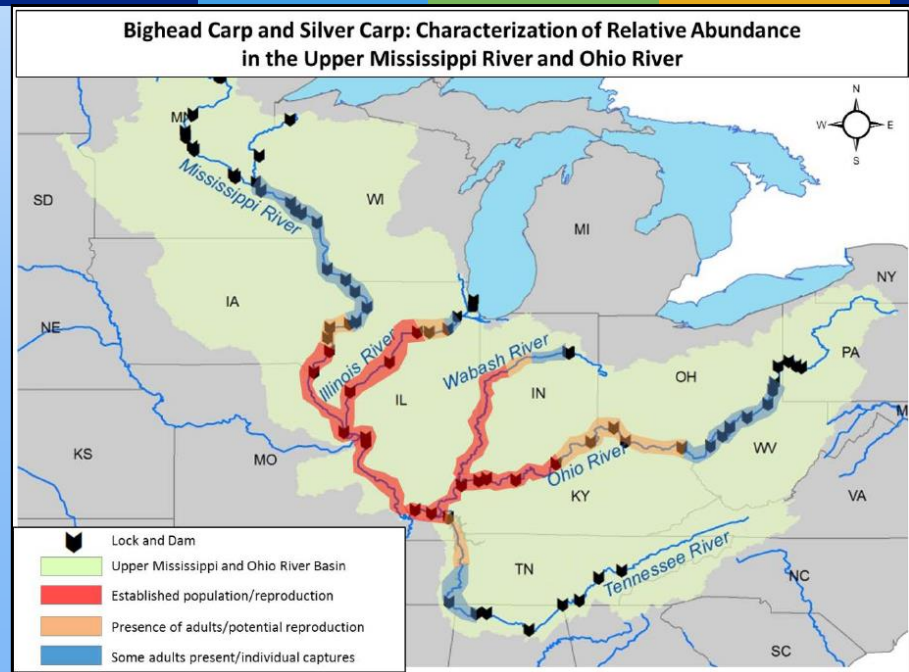 Bighead Carp and Silver Carp: Characterization of Relative Abundance
in the Upper Mississippi River and Ohio River
N
W E
S
MN
SD
WI
MI
Mississippi River
NY
IA
NE
Illinois River
Wabash River
PA
OH
IL
IN
M
KS
MO
Ohio River
WV
KY
VA
TN
Tennessee River
NC
SC
Lock and Dam
Upper Mississippi and Ohio River Basin
Established population/reproduction
Presence of adults/potential reproduction
Some adults present/individual captures